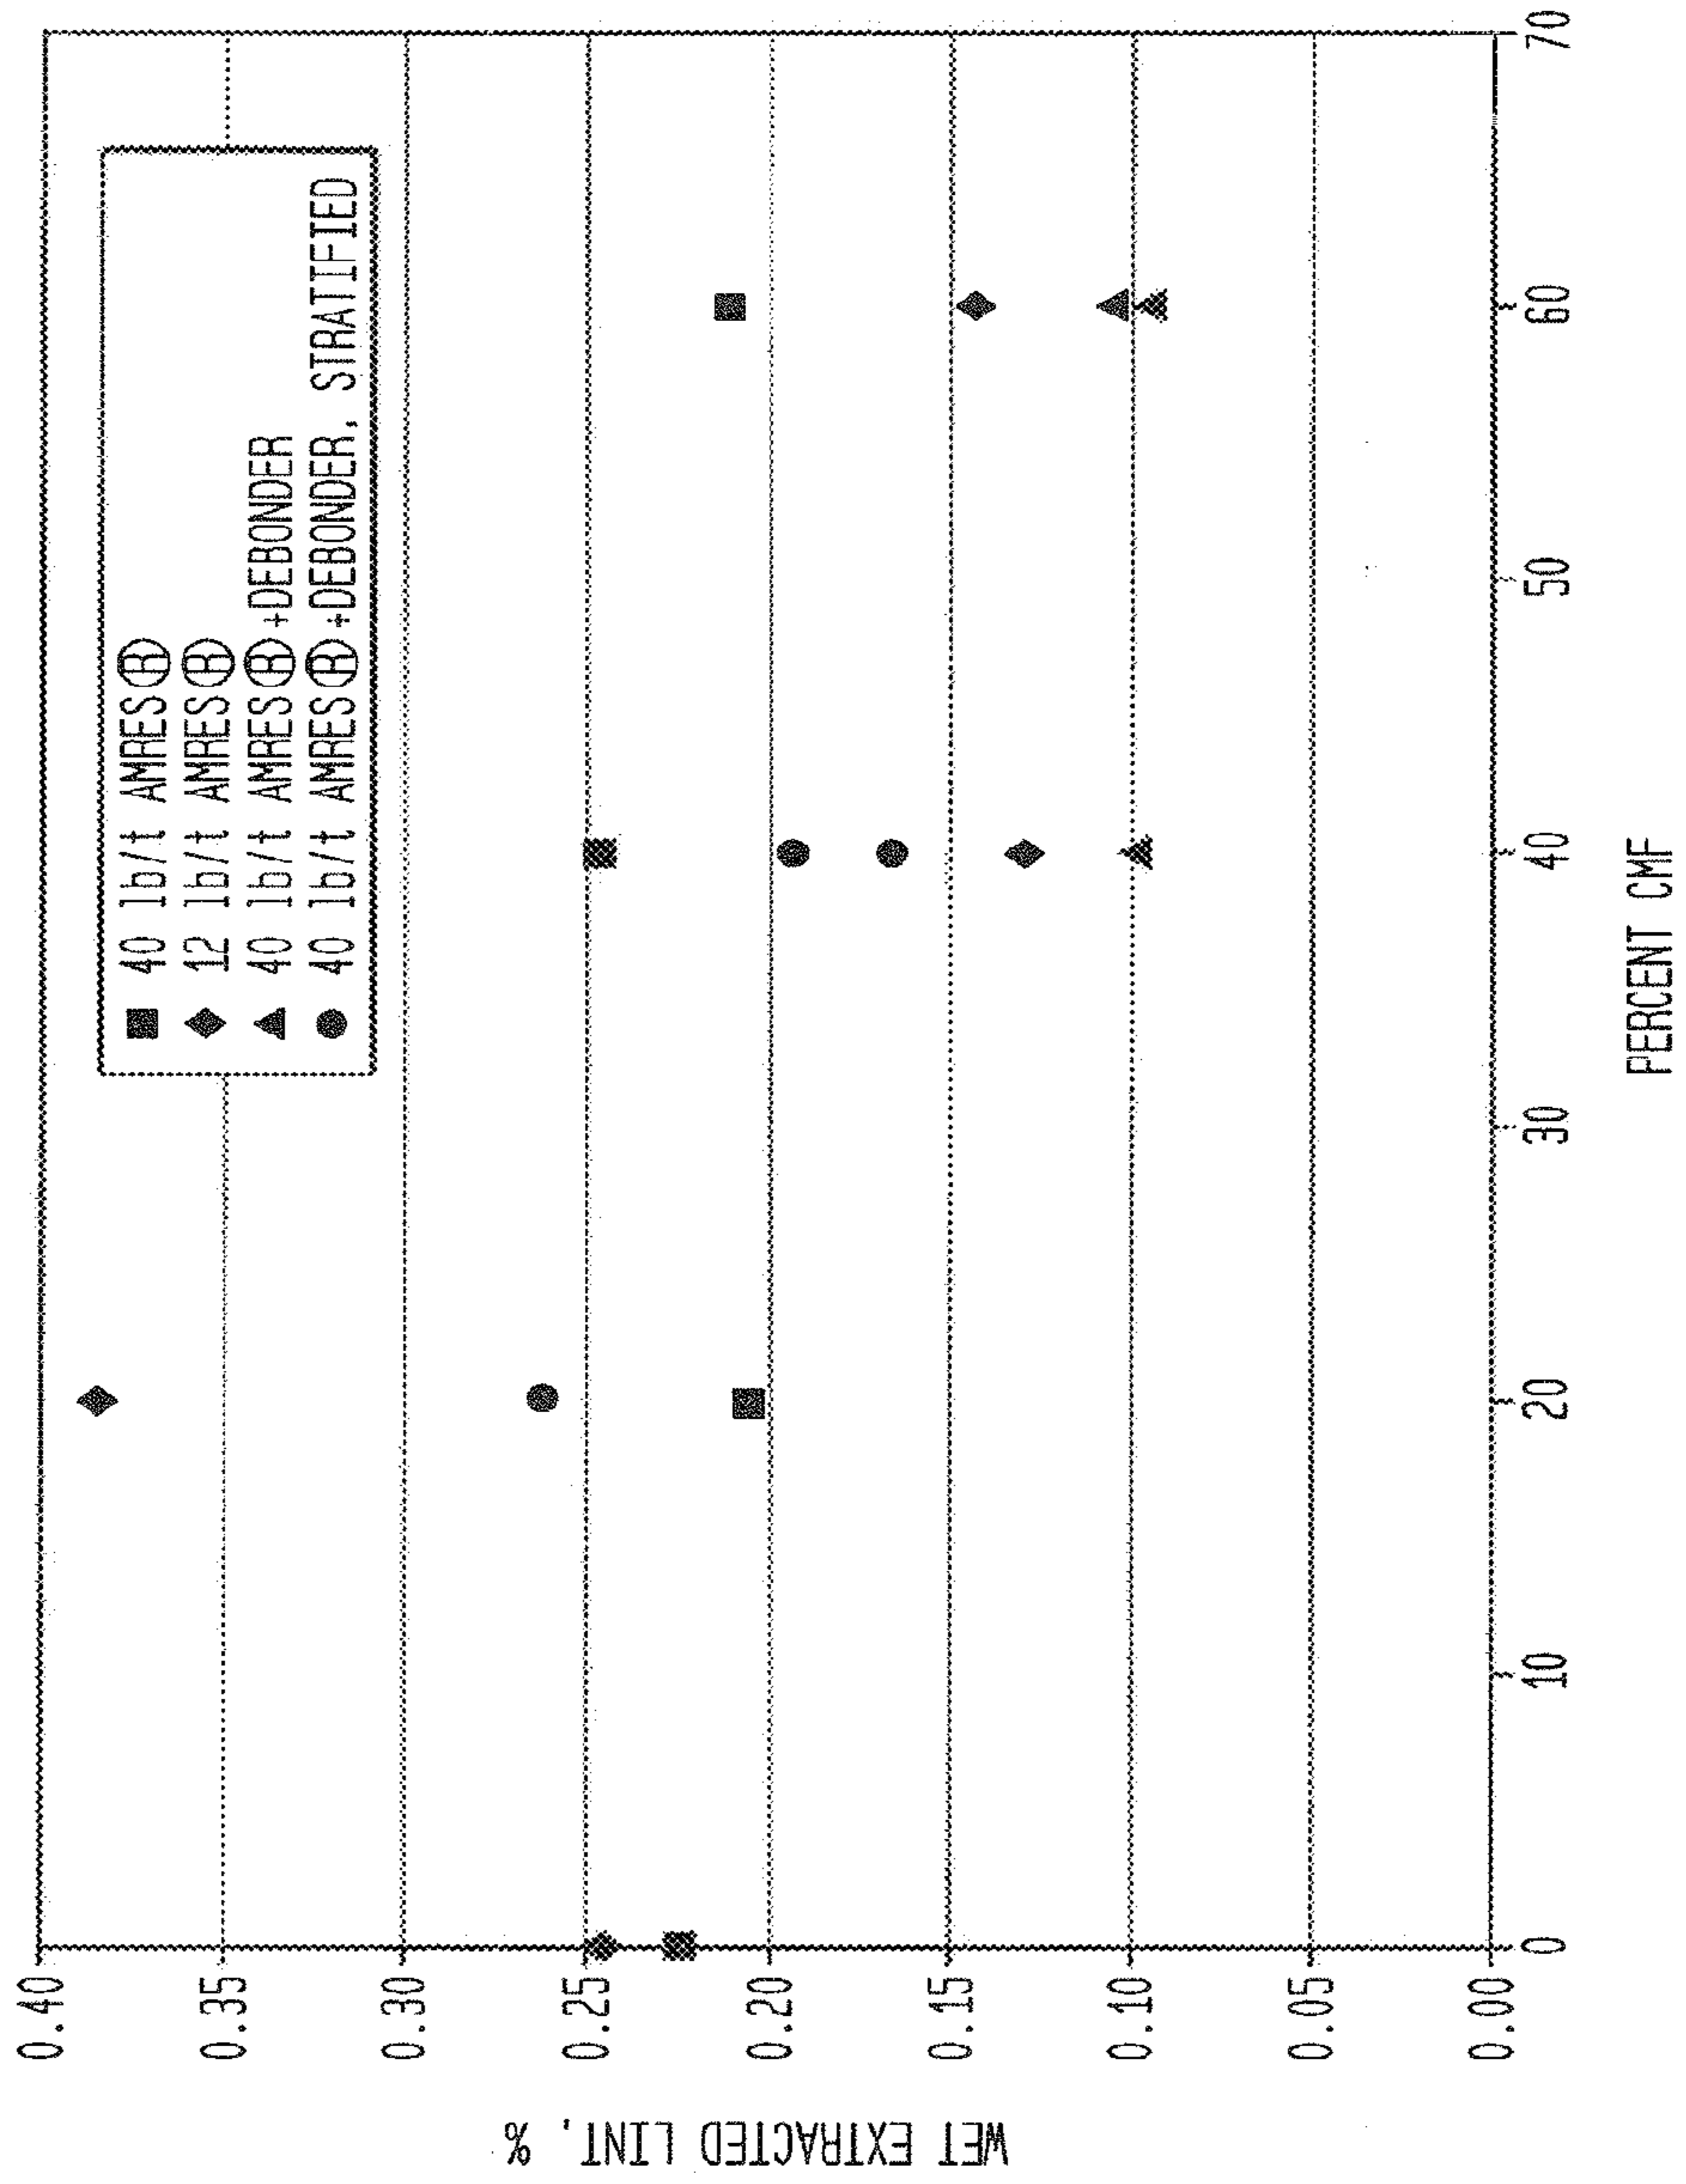 WET EXTRACTED LINT, %
0.40
0.35
0.30
0.25
0.20
0.15
0.10
0.05
0.00
40 lb/t AMRES®
12 lb/t AMRES®
40 lb/t AMRES®+DEBONDER
40 lb/t AMRES®+DEBONDER, STRATIFIED
0
10
20
30
40
50
60
70
PERCENT CMF